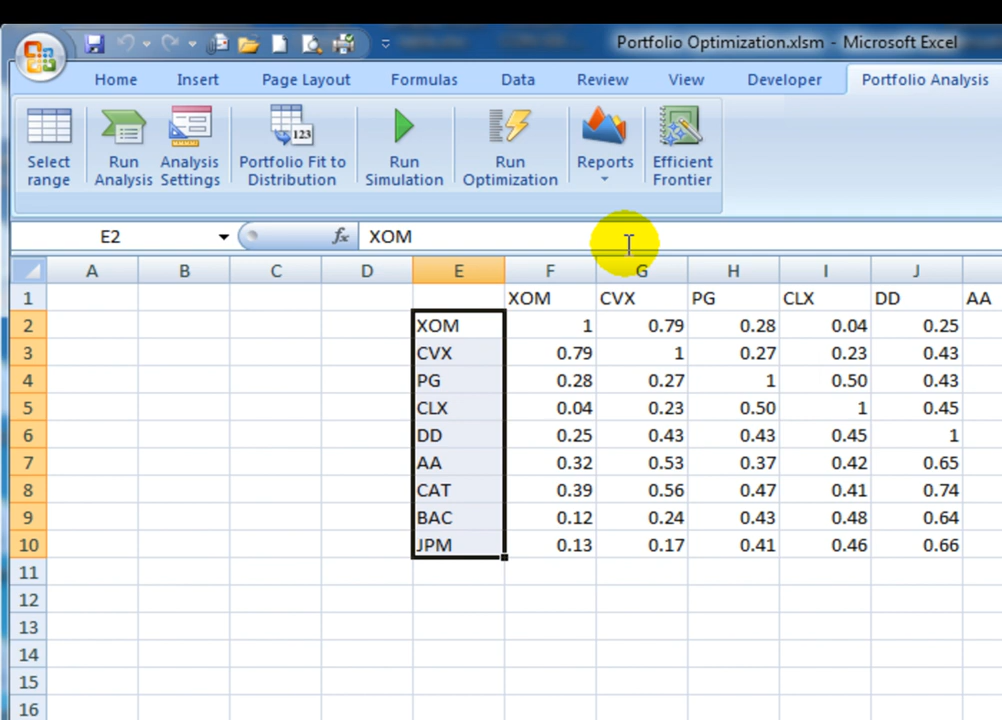 Portfolio Optimization.xlsm - Microsoft Excel
Home Insert Page Layout Formulas Data Review View Developer Portfolio Analysis
123
Select Run Analysis Portfolio Fit to Run Run Reports Efficient
range Analysis Settings Distribution Simulation Optimization Frontier
E2 fx XOM
A B C D E F G H I J
1 XOM CVX PG CLX DD AA
2 XOM 1 0.79 0.28 0.04 0.25
3 CVX 0.79 1 0.27 0.23 0.43
4 PG 0.28 0.27 1 0.50 0.43
5 CLX 0.04 0.23 0.50 1 0.45
6 DD 0.25 0.43 0.43 0.45 1
7 AA 0.32 0.53 0.37 0.42 0.65
8 CAT 0.39 0.56 0.47 0.41 0.74
9 BAC 0.12 0.24 0.43 0.48 0.64
10 JPM 0.13 0.17 0.41 0.46 0.66
11
12
13
14
15
16